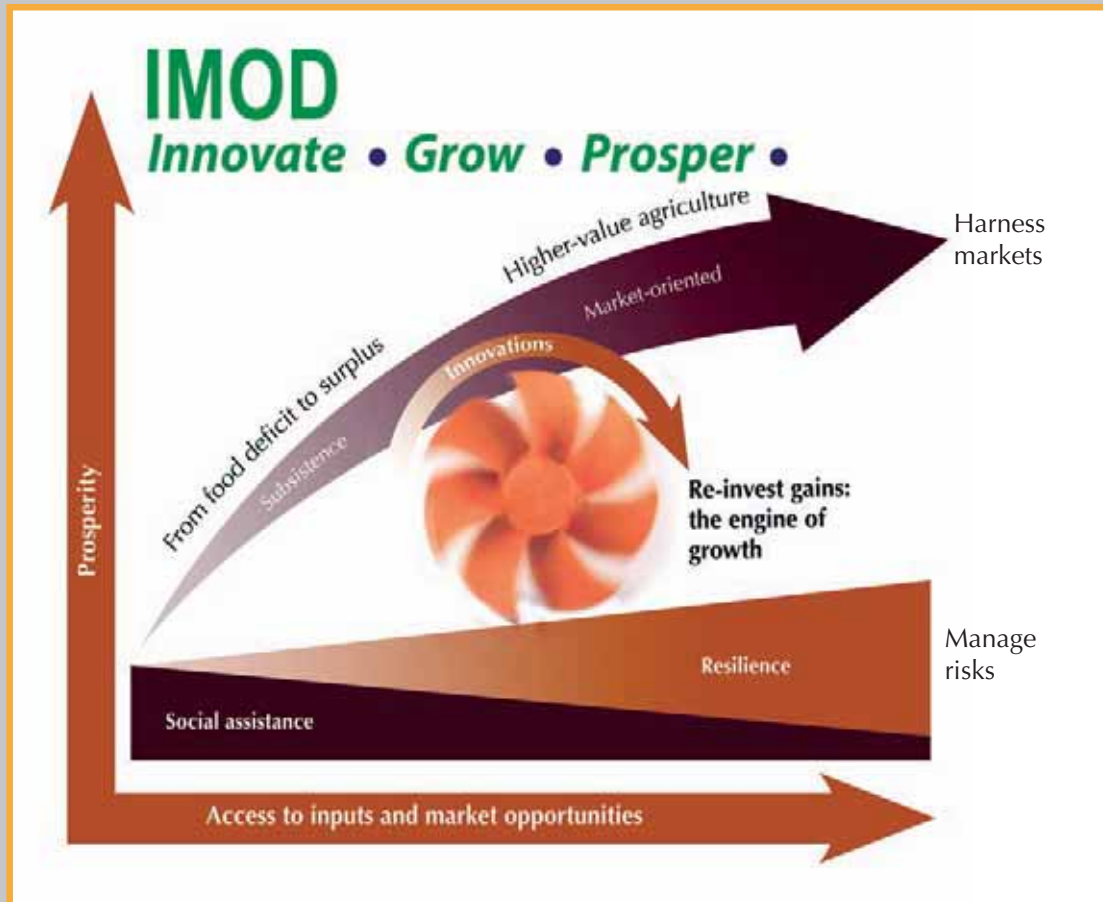 IMOD
Innovate • Grow • Prosper •
Higher-value agriculture
Harness
markets
Market-oriented
Innovations
From food deficit to surplus
Subsistence
Re-invest gains:
the engine of
growth
Prosperity
Resilience
Manage
risks
Social assistance
Access to inputs and market opportunities